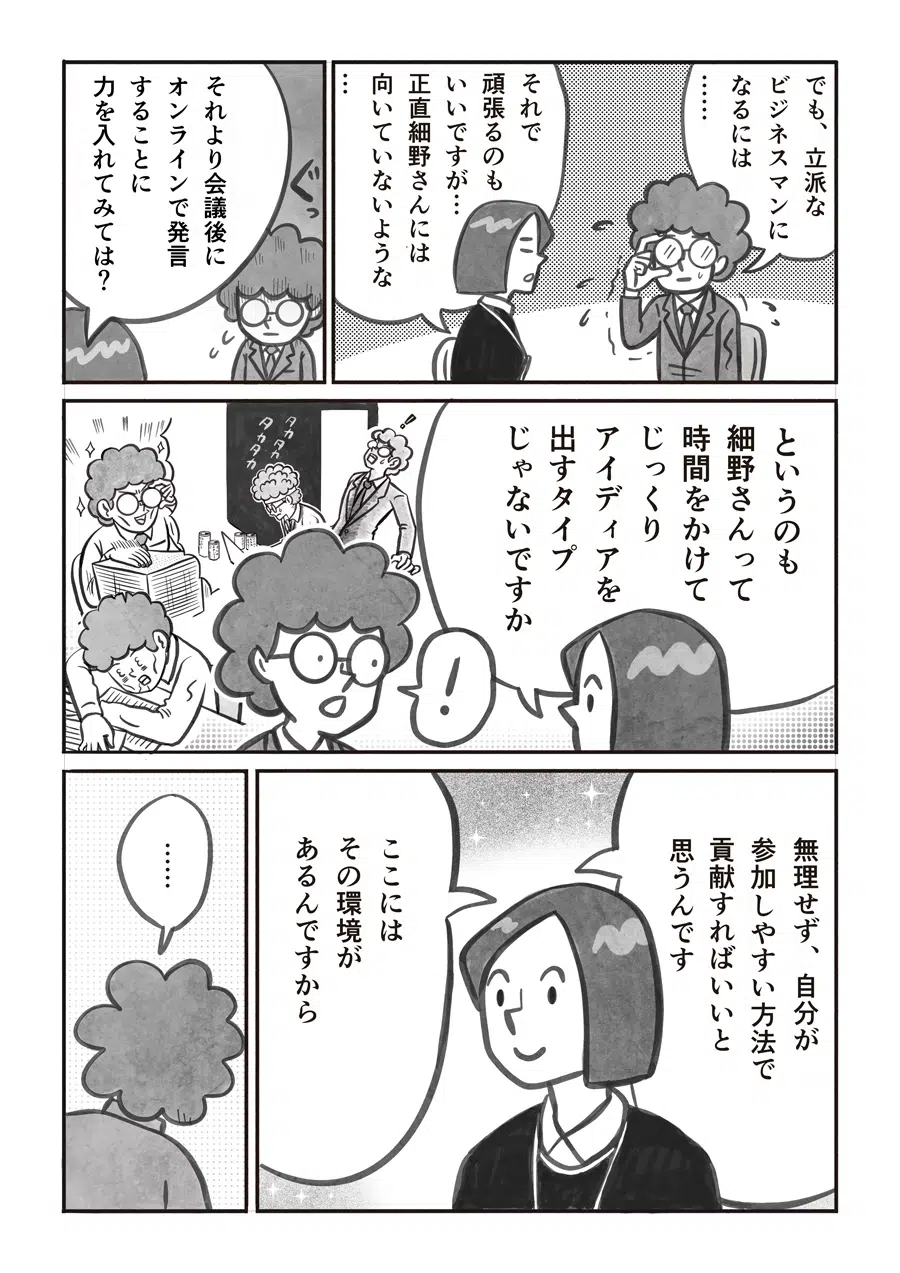 でも、立派な
ビジネスマンに
なるには
……
それで
頑張るのも
いいですが…
正直細野さんには
向いていないような
…
それより会議後に
オンラインで発言
することに
力を入れてみては？
ぐっ
というのも
細野さんって
時間をかけて
じっくり
アイディアを
出すタイプ
じゃないですか
！
！
カタカタ
カタカタ
無理せず、自分が
参加しやすい方法で
貢献すればいいと
思うんです
ここには
その環境が
あるんですから
……